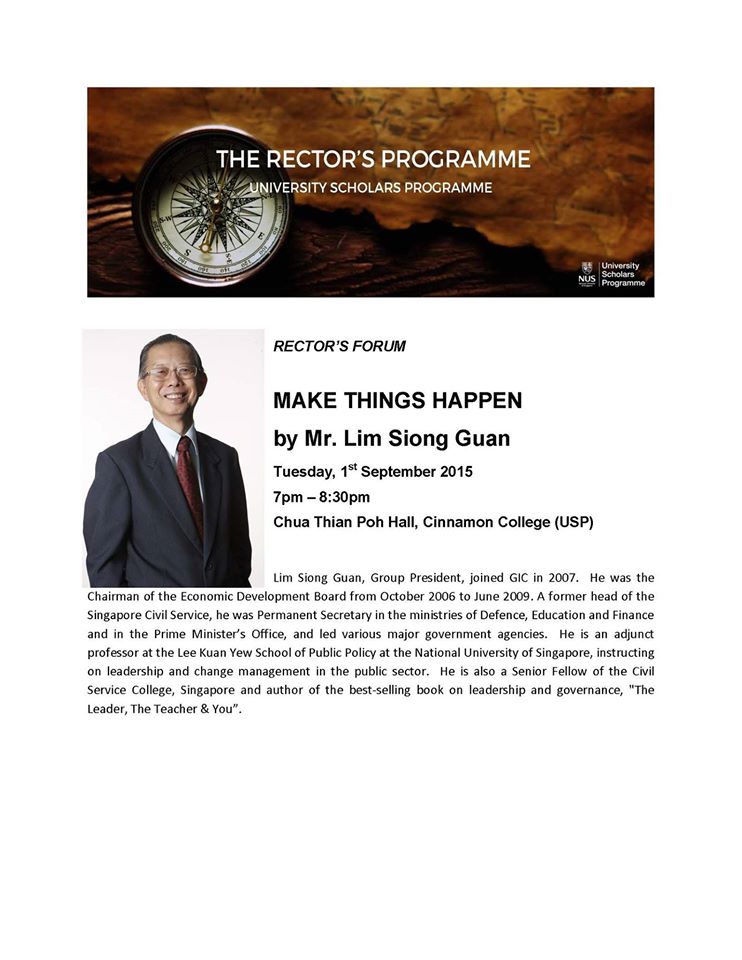 THE RECTOR'S PROGRAMME
UNIVERSITY SCHOLARS PROGRAMME
NUS
University
Scholars
Programme
RECTOR'S FORUM
MAKE THINGS HAPPEN
by Mr. Lim Siong Guan
Tuesday, 1st September 2015
7pm – 8:30pm
Chua Thian Poh Hall, Cinnamon College (USP)
Lim Siong Guan, Group President, joined GIC in 2007. He was the
Chairman of the Economic Development Board from October 2006 to June 2009. A former head of the
Singapore Civil Service, he was Permanent Secretary in the ministries of Defence, Education and Finance
and in the Prime Minister's Office, and led various major government agencies. He is an adjunct
professor at the Lee Kuan Yew School of Public Policy at the National University of Singapore, instructing
on leadership and change management in the public sector. He is also a Senior Fellow of the Civil
Service College, Singapore and author of the best-selling book on leadership and governance, "The
Leader, The Teacher & You”.